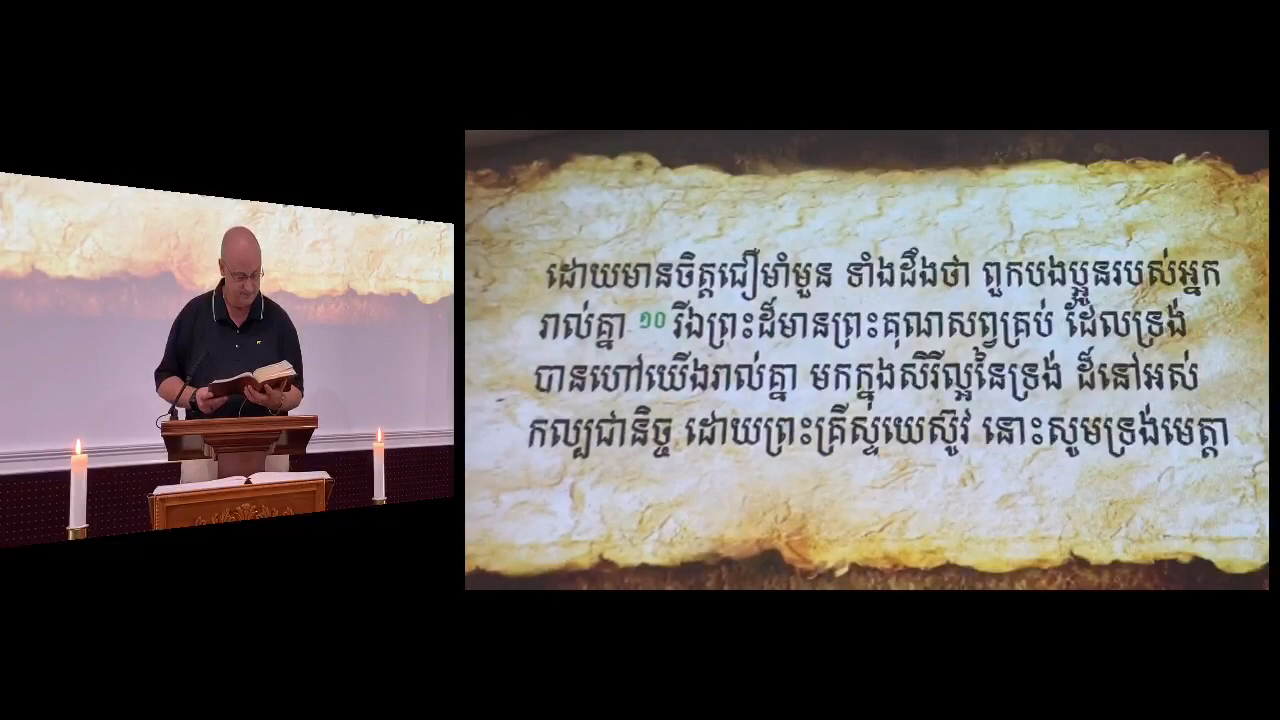 ដោយមានចិត្តជឿមាំមួន ទាំងដឹងថា ពួកបងប្អូនរបស់អ្នក
រាល់គ្នា ១០ រីឯព្រះដ៏មានព្រះគុណសព្វគ្រប់ ដែលទ្រង់
បានហៅយើងរាល់គ្នា មកក្នុងសិរីល្អនៃទ្រង់ ដ៏នៅអស់
កល្បជានិច្ច ដោយព្រះគ្រីស្ទយេស៊ូវ នោះសូមទ្រង់មេត្តា